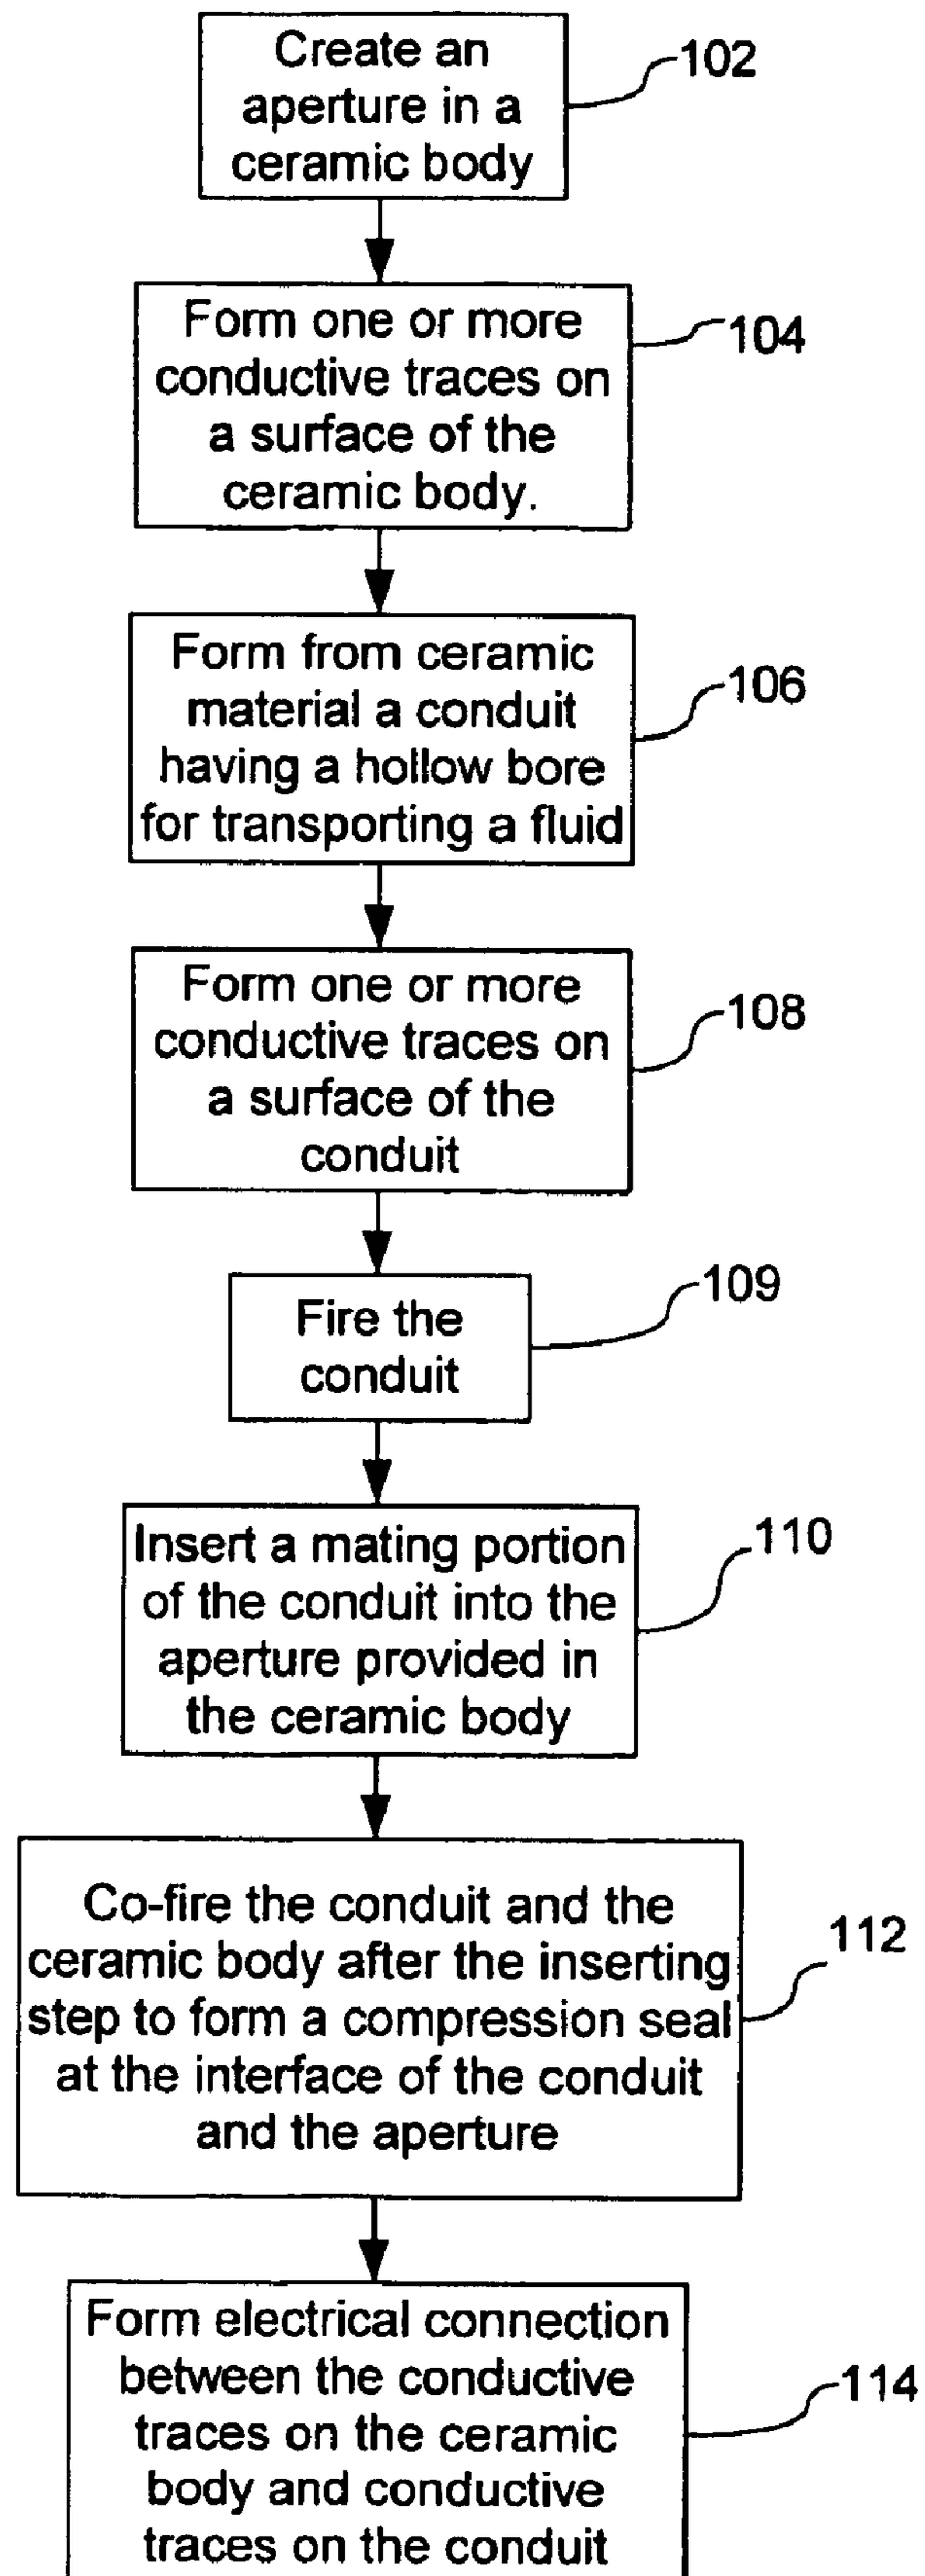 Create an
aperture in a
ceramic body
102
Form one or more
conductive traces on
a surface of the
ceramic body.
104
Form from ceramic
material a conduit
having a hollow bore
for transporting a fluid
106
Form one or more
conductive traces on
a surface of the
conduit
108
Fire the
conduit
109
Insert a mating portion
of the conduit into the
aperture provided in
the ceramic body
110
Co-fire the conduit and the
ceramic body after the inserting
step to form a compression seal
at the interface of the conduit
and the aperture
112
Form electrical connection
between the conductive
traces on the ceramic
body and conductive
traces on the conduit
114